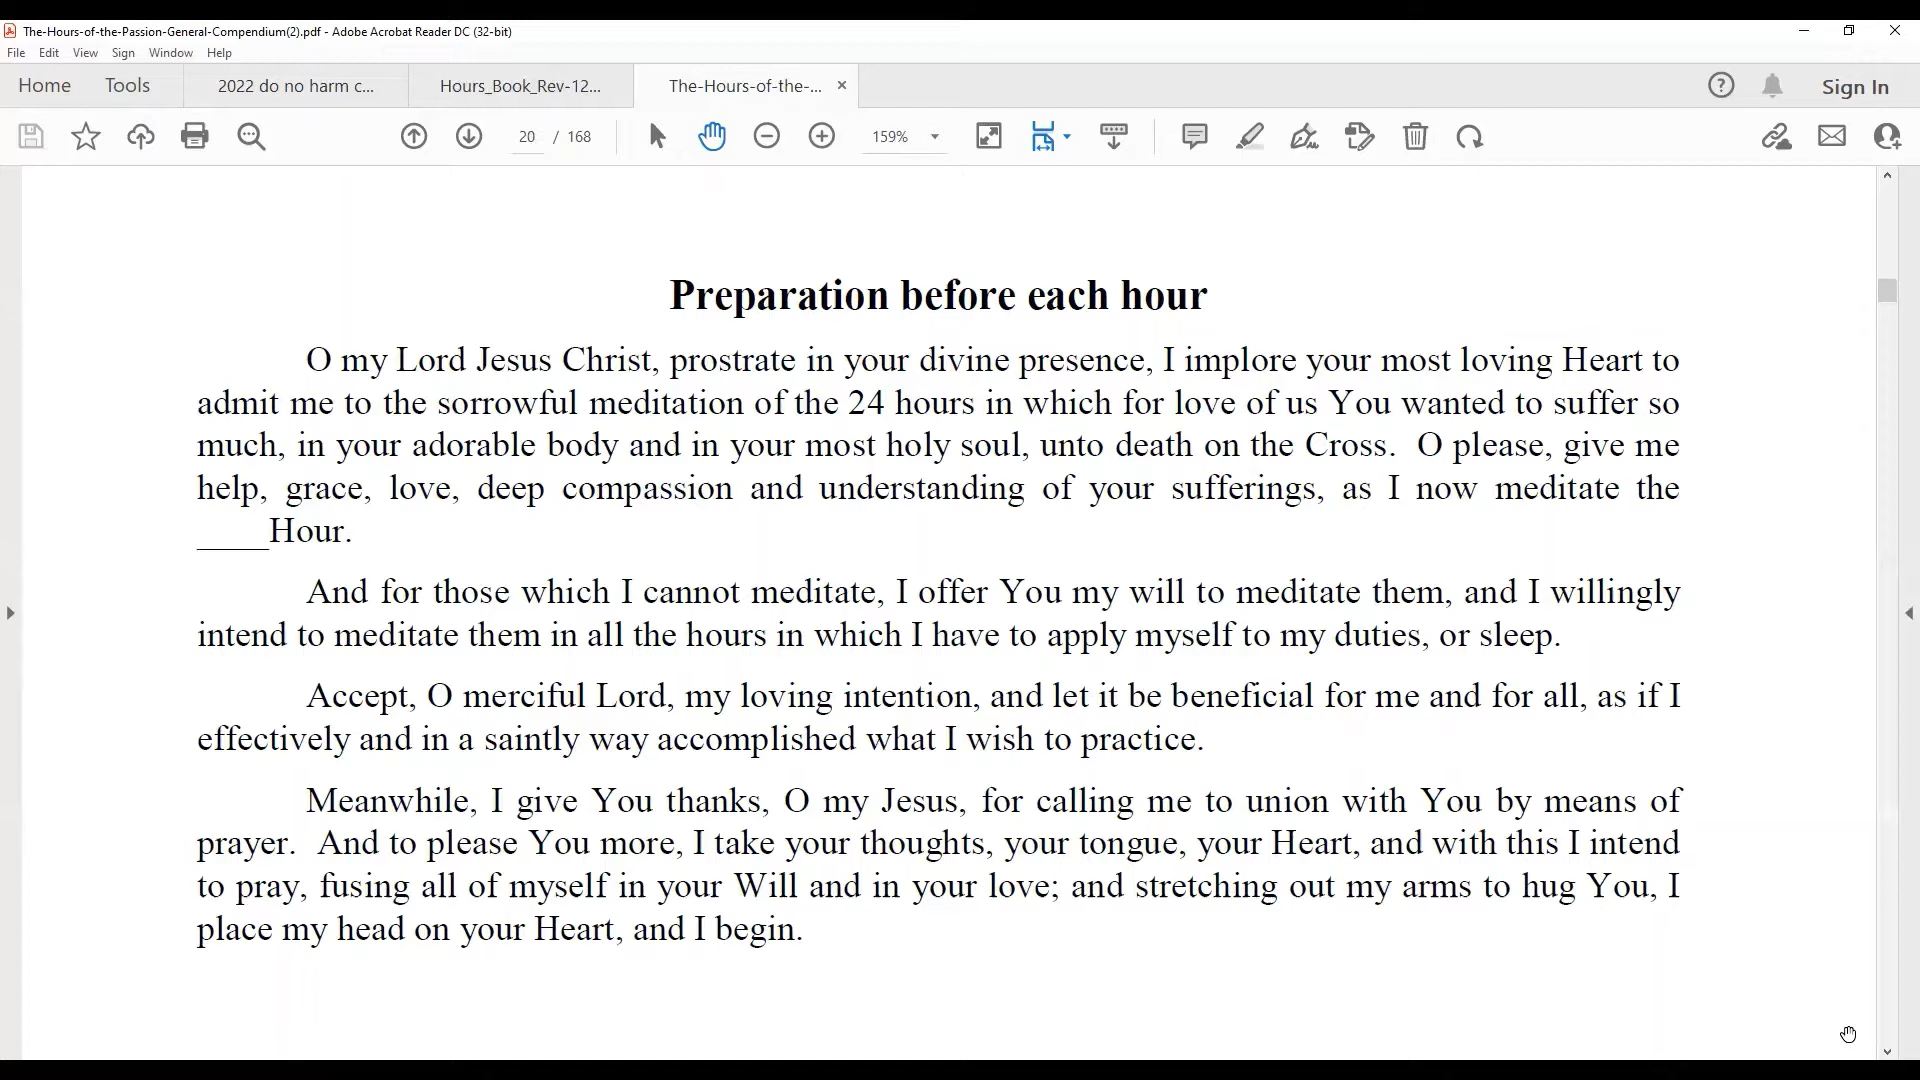 The-Hours-of-the-Passion-General-Compendium(2).pdf - Adobe Acrobat Reader DC (32-bit)
File Edit View Sign Window Help
Home Tools 2022 do no harm c... Hours_Book_Rev-12... The-Hours-of-the-... Sign In
20 / 168 159%
Preparation before each hour
O my Lord Jesus Christ, prostrate in your divine presence, I implore your most loving Heart to
admit me to the sorrowful meditation of the 24 hours in which for love of us You wanted to suffer so
much, in your adorable body and in your most holy soul, unto death on the Cross.  O please, give me
help, grace, love, deep compassion and understanding of your sufferings, as I now meditate the
____Hour.
And for those which I cannot meditate, I offer You my will to meditate them, and I willingly
intend to meditate them in all the hours in which I have to apply myself to my duties, or sleep.
Accept, O merciful Lord, my loving intention, and let it be beneficial for me and for all, as if I
effectively and in a saintly way accomplished what I wish to practice.
Meanwhile, I give You thanks, O my Jesus, for calling me to union with You by means of
prayer.  And to please You more, I take your thoughts, your tongue, your Heart, and with this I intend
to pray, fusing all of myself in your Will and in your love; and stretching out my arms to hug You, I
place my head on your Heart, and I begin.